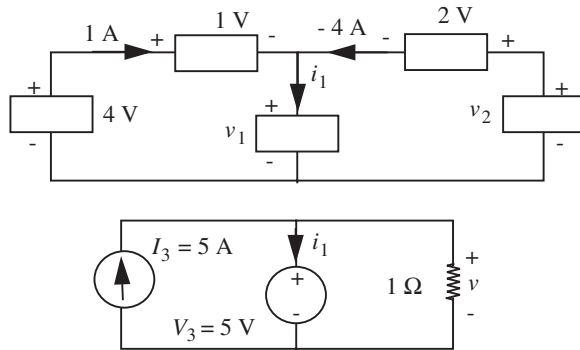 1 A + 1 V - - 4 A - 2 V +
+ 4 V - i1 + v1 - v2 + -
I3 = 5 A i1 +
V3 = 5 V + - 1 Ω v -